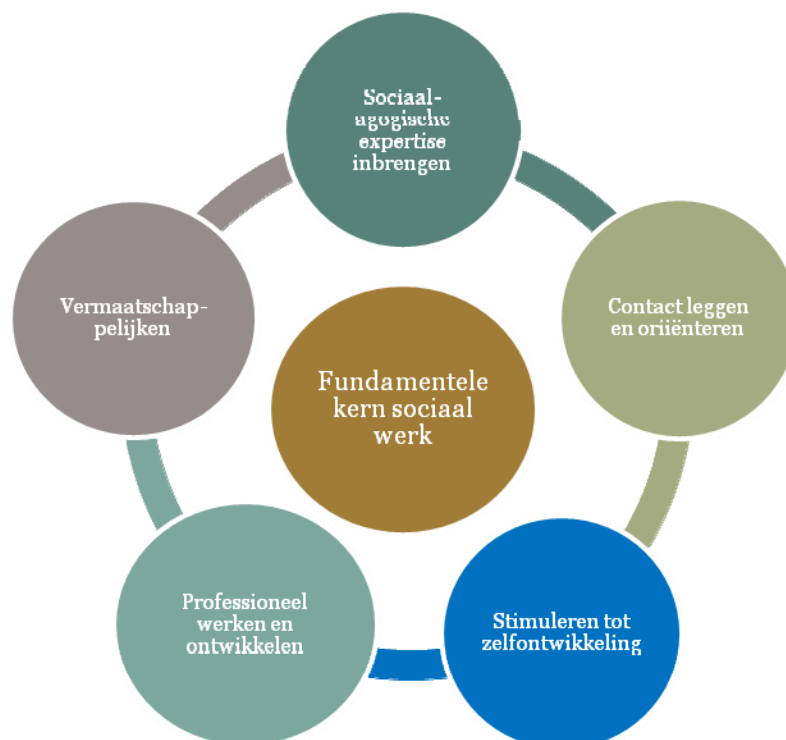 Sociaal-
agogische
expertise
inbrengen
Contact leggen
en oriiënteren
Stimuleren tot
zelfontwikkeling
Professioneel
werken en
ontwikkelen
Vermaatschap-
pelijken
Fundamentele
kern sociaal
werk